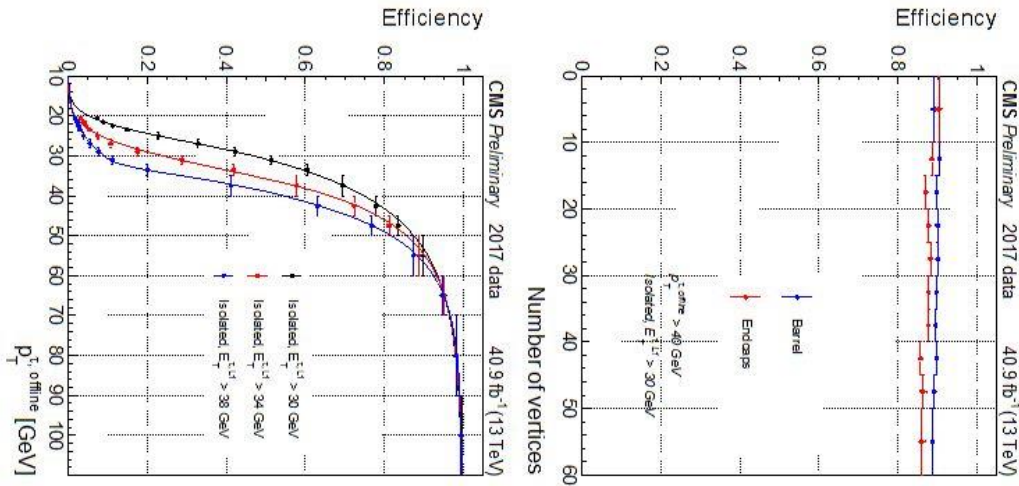 Efficiency
1
0.8
0.6
0.4
0.2
0
CMS Preliminary 2017 data 40.9 fb⁻¹ (13 TeV)
Isolated, E_T^τ,L1 > 30 GeV
Isolated, E_T^τ,L1 > 34 GeV
Isolated, E_T^τ,L1 > 38 GeV
10 20 30 40 50 60 70 80 90 100
p_T^τ, offline [GeV]
Efficiency
1
0.8
0.6
0.4
0.2
0
CMS Preliminary 2017 data 40.9 fb⁻¹ (13 TeV)
Barrel
Endcaps
p_T^τ, offline > 40 GeV
Isolated, E_T^τ,L1 > 30 GeV
0 10 20 30 40 50 60
Number of vertices